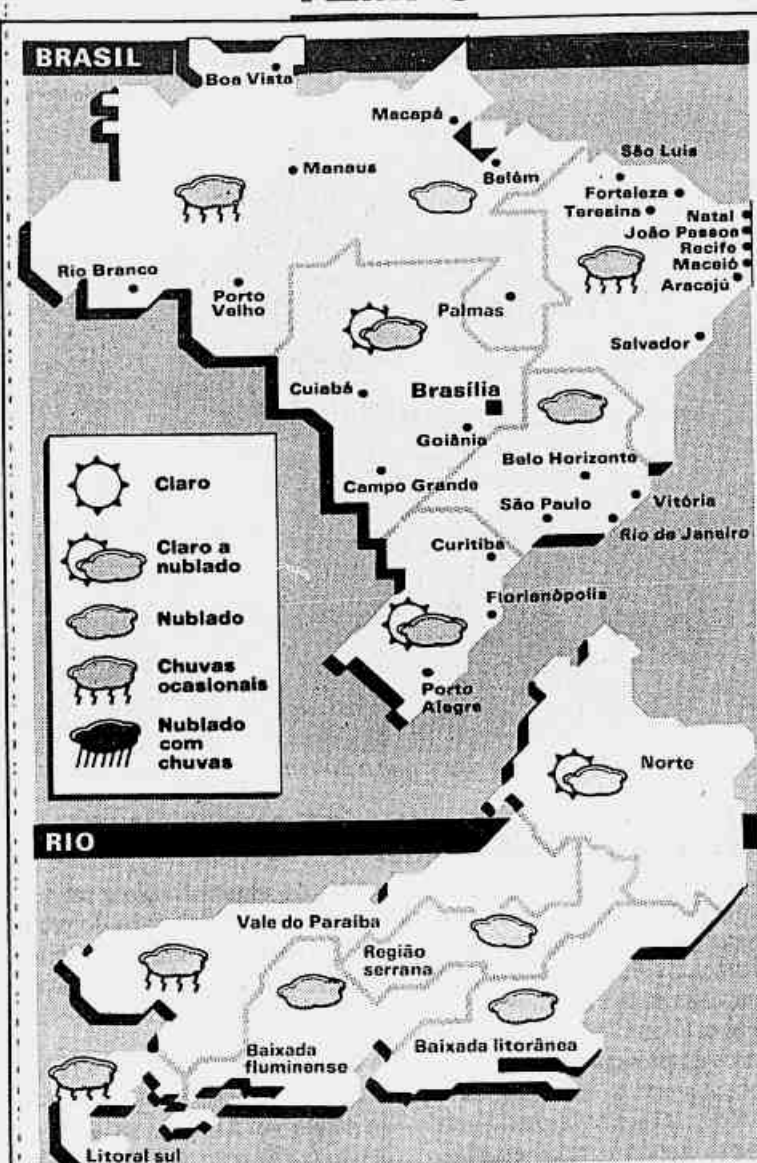 BRASIL
Boa Vista
Macapá
Manaus
Belém
São Luis
Fortaleza
Teresina
Natal
João Pessoa
Recife
Maceió
Aracajú
Rio Branco
Porto
Velho
Palmas
Salvador
Cuiabá
Brasília
Goiânia
Belo Horizonte
Campo Grande
São Paulo
Vitória
Rio de Janeiro
Curitiba
Florianópolis
Porto
Alegre
Claro
Claro a
nublado
Nublado
Chuvas
ocasionais
Nublado
com
chuvas
Norte
RIO
Vale do Paraiba
Região
serrana
Baixada
fluminense
Baixada litorânea
Litoral sul